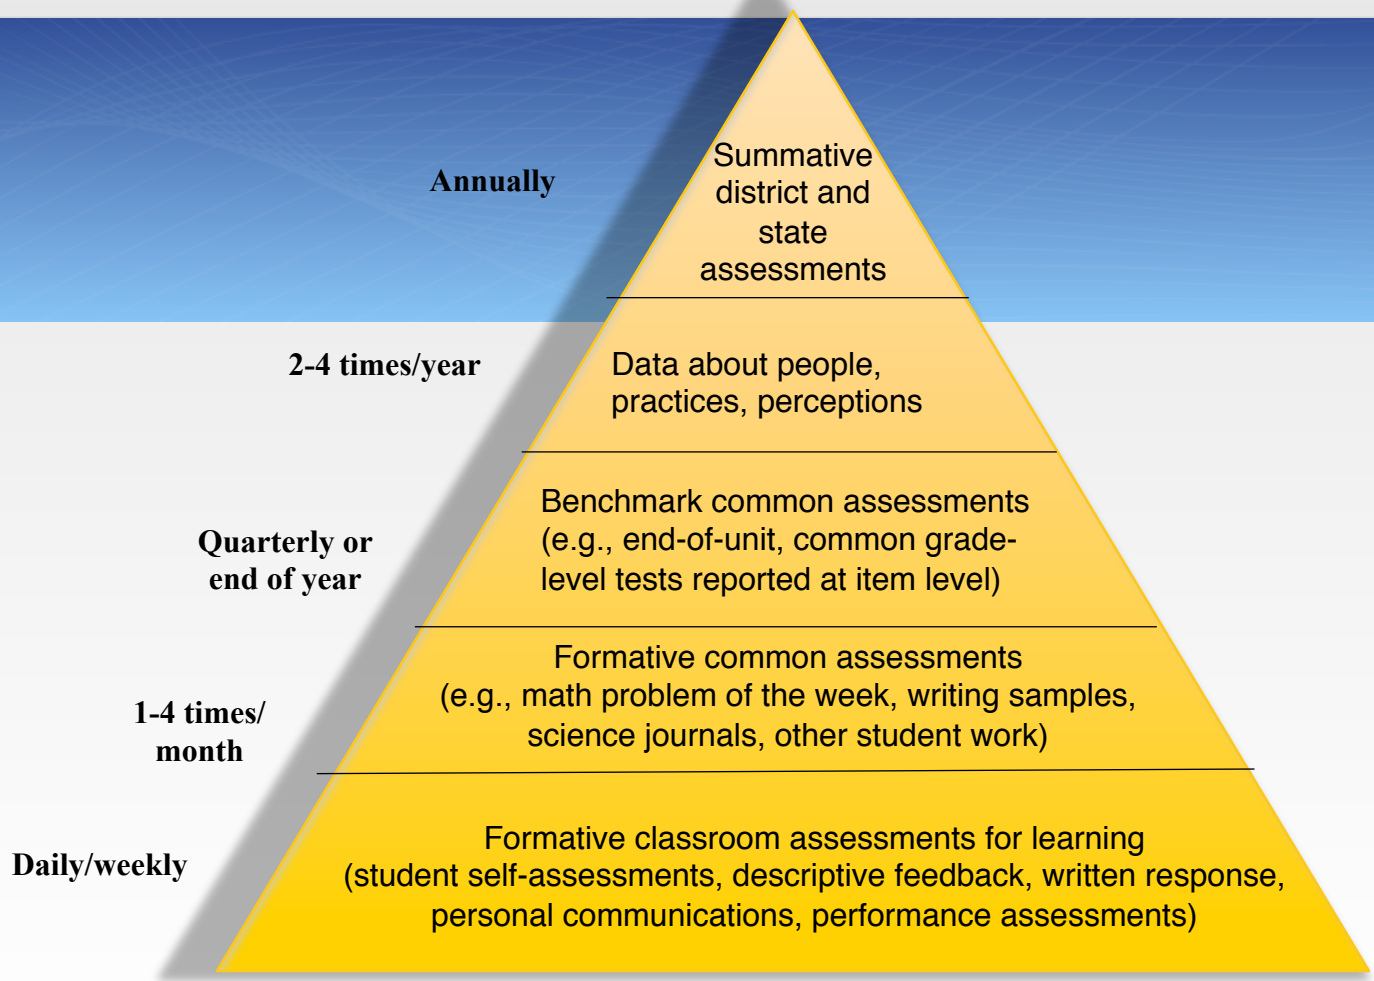 Annually
Summative
district and
state
assessments
2-4 times/year
Data about people,
practices, perceptions
Quarterly or
end of year
Benchmark common assessments
(e.g., end-of-unit, common grade-
level tests reported at item level)
1-4 times/
month
Formative common assessments
(e.g., math problem of the week, writing samples,
science journals, other student work)
Daily/weekly
Formative classroom assessments for learning
(student self-assessments, descriptive feedback, written response,
personal communications, performance assessments)